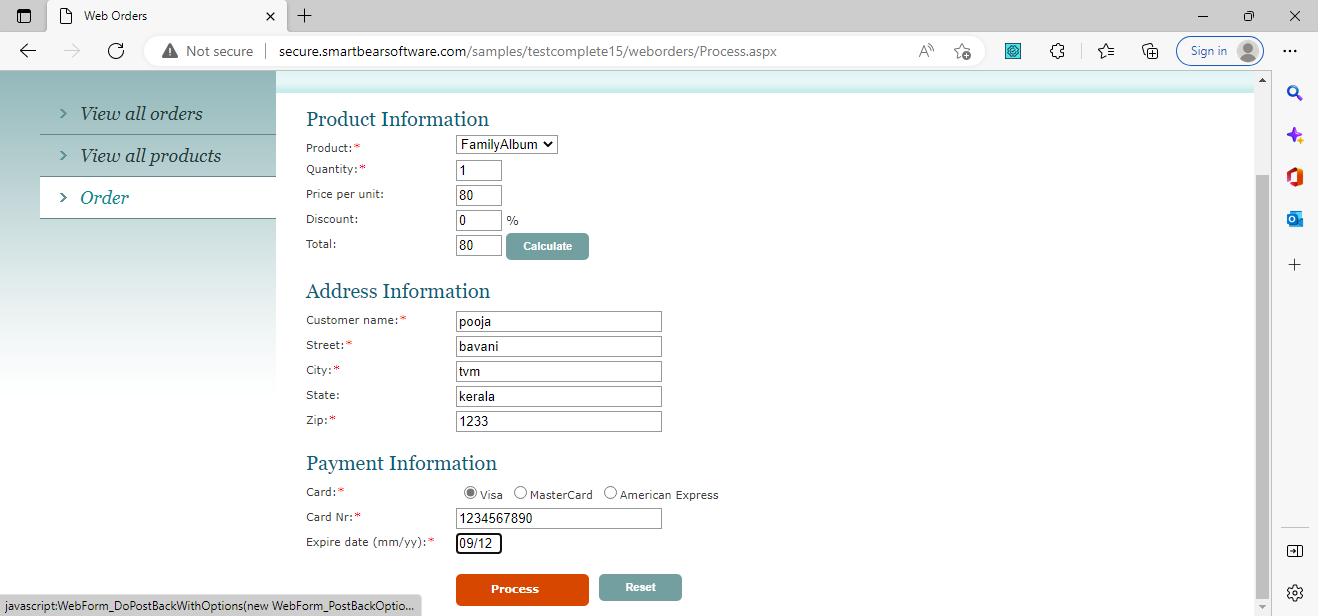 Web Orders
Not secure
secure.smartbearsoftware.com/samples/testcomplete15/weborders/Process.aspx
Sign in
View all orders
View all products
Order
Product Information
Product:* FamilyAlbum
Quantity:* 1
Price per unit: 80
Discount: 0 %
Total: 80 Calculate
Address Information
Customer name:* pooja
Street:* bavani
City:* tvm
State: kerala
Zip:* 1233
Payment Information
Card:* Visa MasterCard American Express
Card Nr:* 1234567890
Expire date (mm/yy):* 09/12
Process Reset
javascript:WebForm_DoPostBackWithOptions(new WebForm_PostBackOptio...